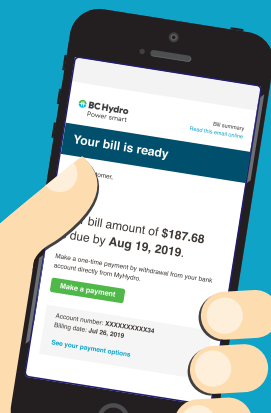 BC Hydro
Power smart
Bill summary
Read this email online
Your bill is ready
omer,
bill amount of $187.68
due by Aug 19, 2019.
Make a one-time payment by withdrawal from your bank
account directly from MyHydro.
Make a payment
Account number: XXXXXXXXXX34
Billing date: Jul 26, 2019
See your payment options